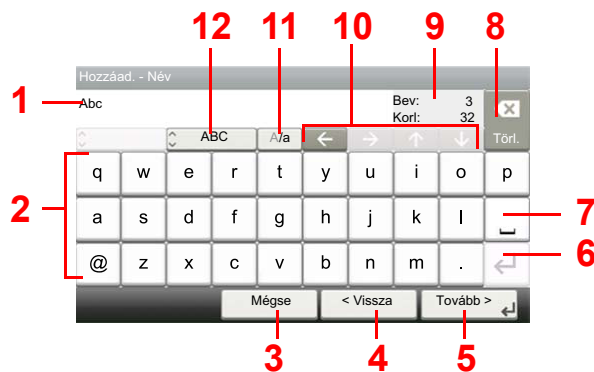 12 11 10 9 8
Hozzáad. - Név
1 Abc Bev: 3
Korl: 32
ABC A/a ← → ↑ ↓ Törl.
q w e r t y u i o p
2 a s d f g h j k l 7
@ z x c v b n m . 6
Mégse < Vissza Tovább >
3 4 5